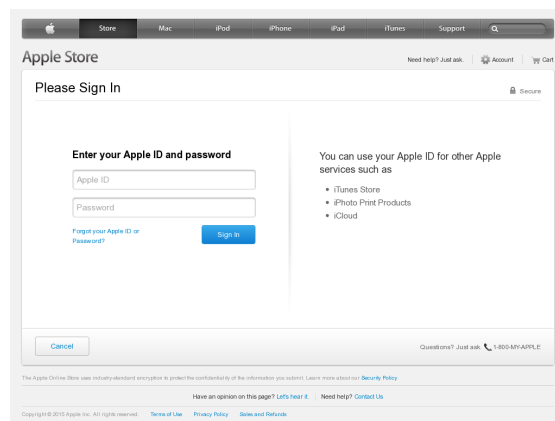 Store Mac iPod iPhone iPad iTunes Support
Apple Store
Need help? Just ask. Account Cart
Please Sign In
Secure
Enter your Apple ID and password
Apple ID
Password
Forgot your Apple ID or
Password?
Sign In
You can use your Apple ID for other Apple
services such as
• iTunes Store
• iPhoto Print Products
• iCloud
Cancel
Questions? Just ask. 1-800-MY-APPLE
The Apple Online Store uses industry-standard encryption to protect the confidentiality of the information you submit. Learn more about our Security Policy.
Have an opinion on this page? Let's hear it. Need help? Contact Us
Copyright © 2015 Apple Inc. All rights reserved. Terms of Use Privacy Policy Sales and Refunds